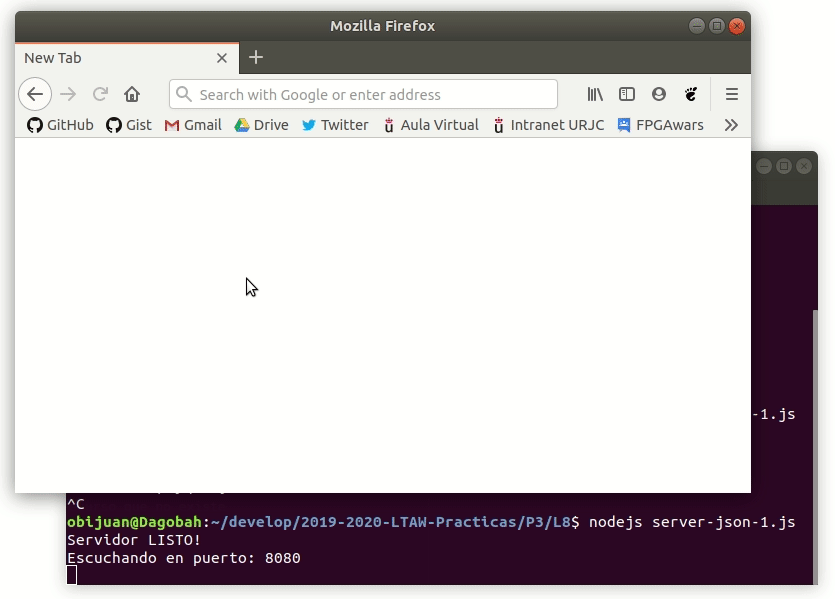 Mozilla Firefox
New Tab
Search with Google or enter address
GitHub Gist Gmail Drive Twitter Aula Virtual Intranet URJC FPGAwars
-1.js
^C
obijuan@Dagobah:~/develop/2019-2020-LTAW-Practicas/P3/L8$ nodejs server-json-1.js
Servidor LISTO!
Escuchando en puerto: 8080